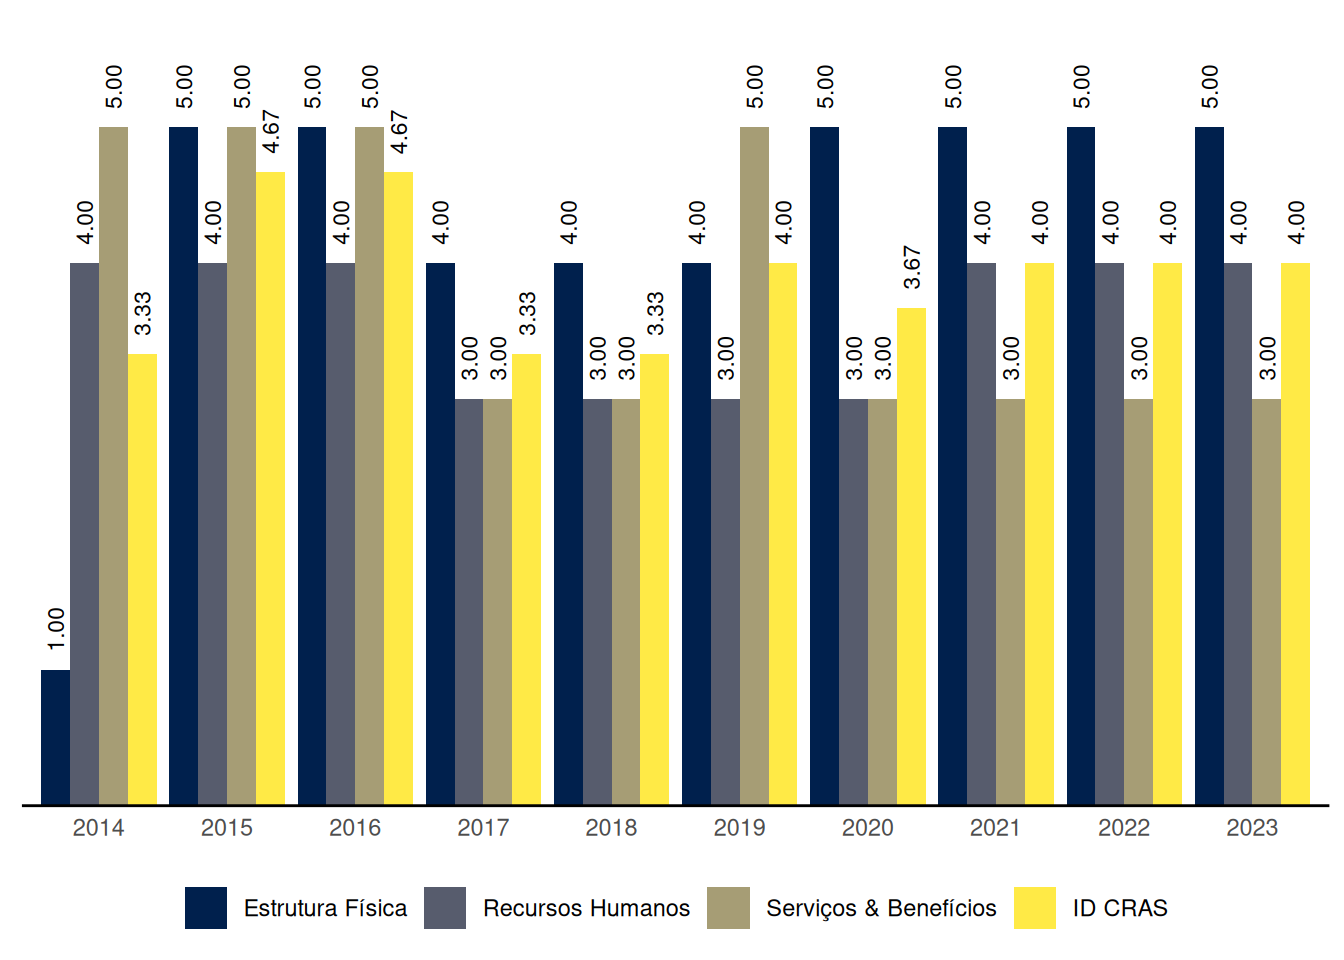 5.00 5.00 5.00 5.00 5.00 5.00 5.00 5.00 5.00 5.00
4.67 4.67
4.00 4.00 4.00 4.00 4.00 4.00 4.00 4.00 4.00 4.00 4.00 4.00 4.00
3.67
3.33 3.33 3.33
3.00 3.00 3.00 3.00 3.00 3.00 3.00 3.00 3.00 3.00
1.00
2014 2015 2016 2017 2018 2019 2020 2021 2022 2023
Estrutura Física Recursos Humanos Serviços & Benefícios ID CRAS